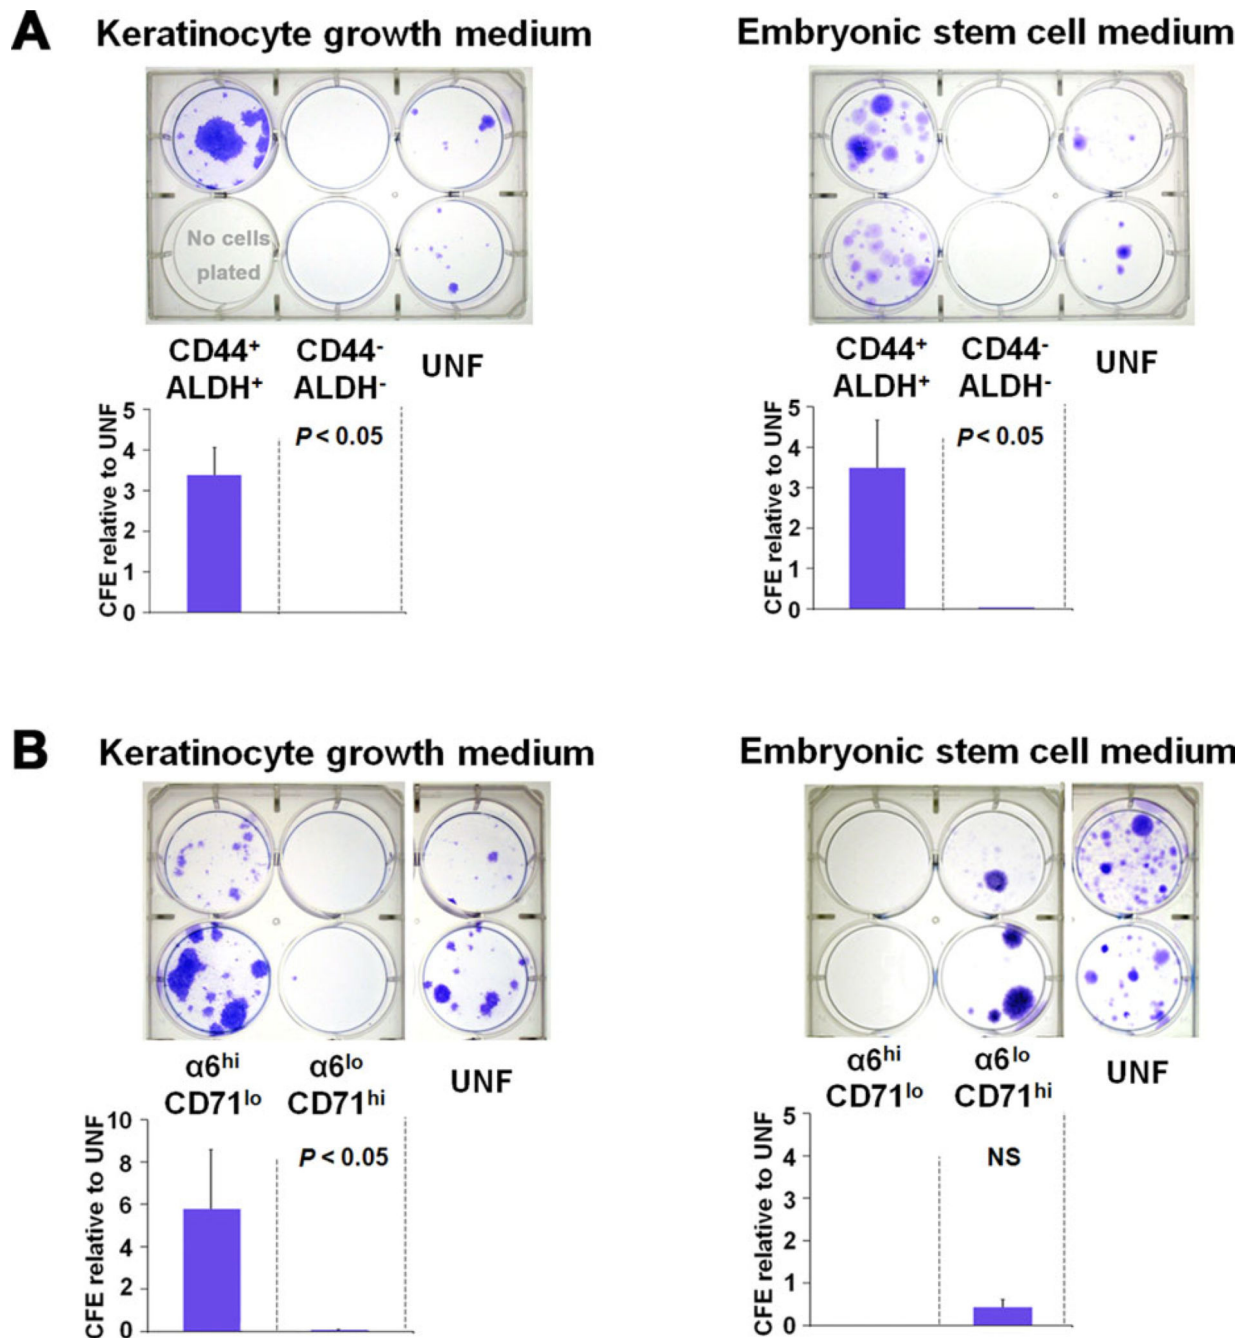 A
Keratinocyte growth medium
Embryonic stem cell medium
No cells
plated
CD44⁺
ALDH⁺
CD44⁻
ALDH⁻
UNF
CD44⁺
ALDH⁺
CD44⁻
ALDH⁻
UNF
CFE relative to UNF
5
4
3
2
1
0
P < 0.05
CFE relative to UNF
5
4
3
2
1
0
P < 0.05
B
Keratinocyte growth medium
Embryonic stem cell medium
α6ʰⁱ
CD71ˡᵒ
α6ˡᵒ
CD71ʰⁱ
UNF
α6ʰⁱ
CD71ˡᵒ
α6ˡᵒ
CD71ʰⁱ
UNF
CFE relative to UNF
10
8
6
4
2
0
P < 0.05
CFE relative to UNF
5
4
3
2
1
0
NS